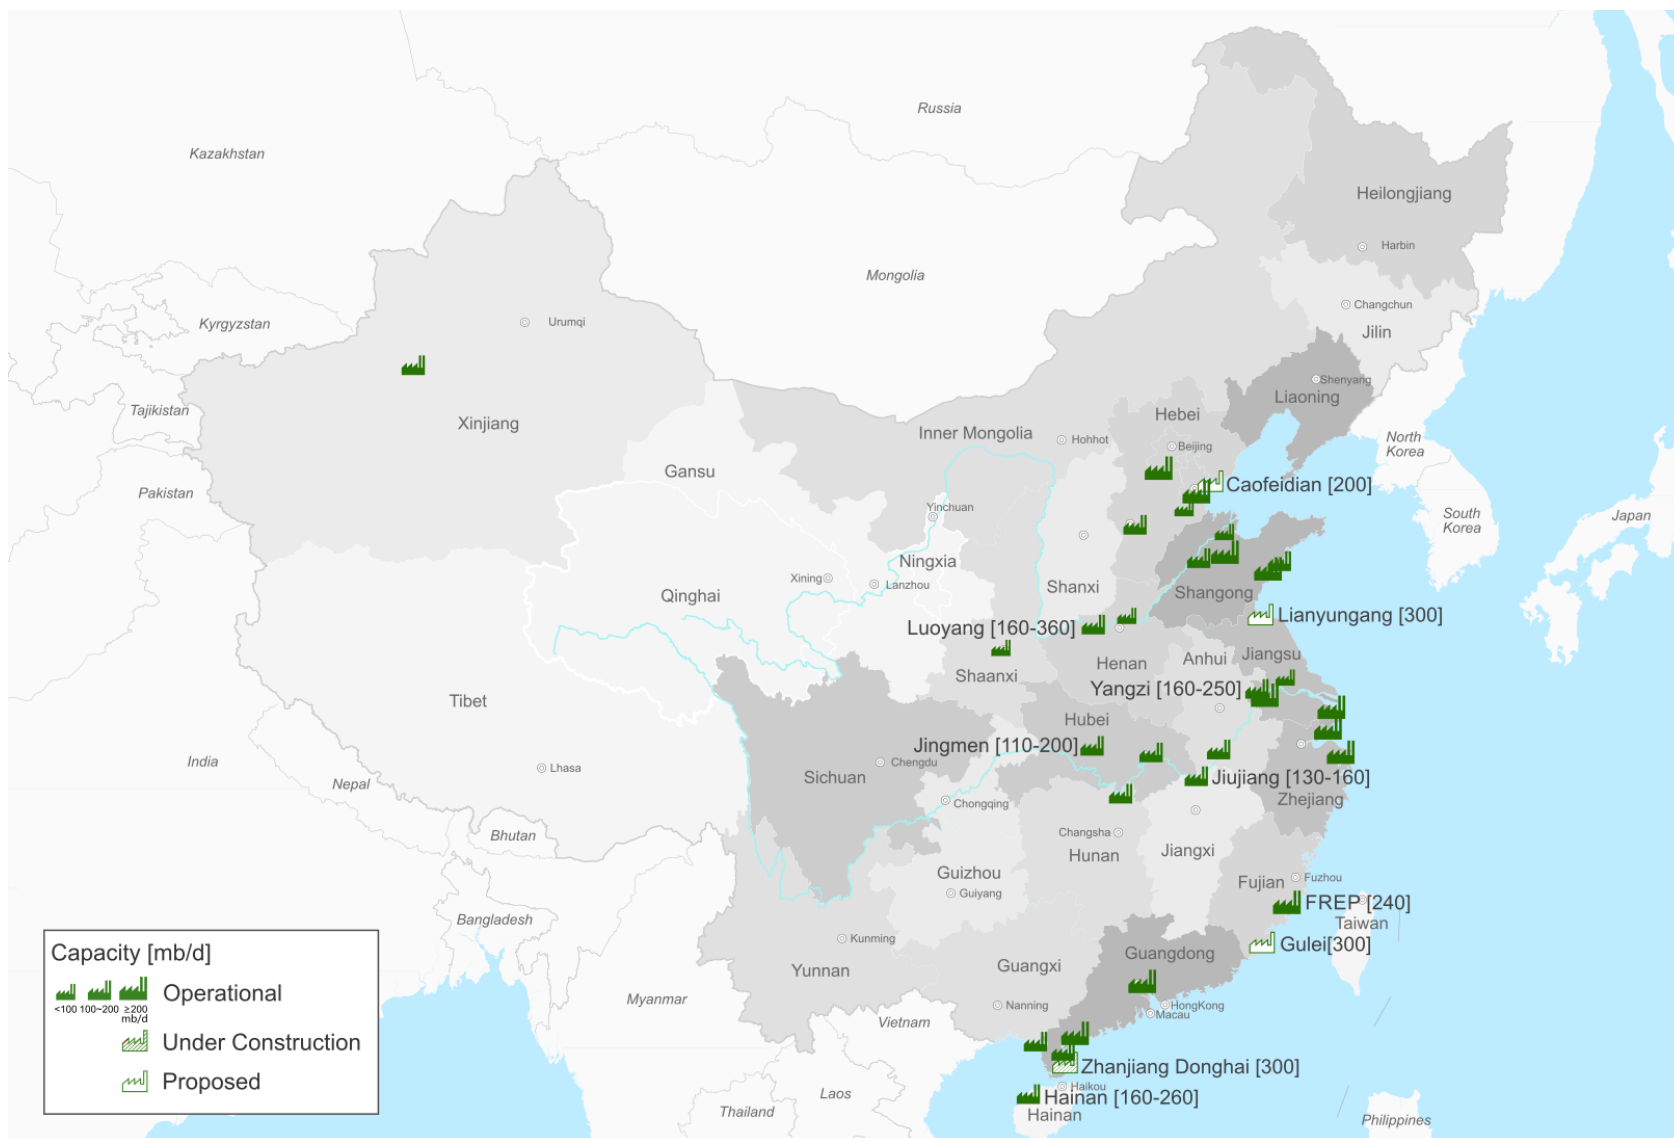 Russia
Kazakhstan
Heilongjiang
Harbin
Mongolia
Changchun
Kyrgyzstan
Urumqi
Jilin
Shenyang
Liaoning
Tajikistan
Xinjiang
Hebei
Inner Mongolia
Hohhot
Beijing
North
Korea
Gansu
Pakistan
Caofeidian [200]
Yinchuan
South
Korea
Japan
Ningxia
Xining
Lanzhou
Shanxi
Qinghai
Shangong
Luoyang [160-360]
Lianyungang [300]
Henan
Anhui
Jiangsu
Shaanxi
Yangzi [160-250]
Tibet
Hubei
Jingmen [110-200]
India
Lhasa
Sichuan
Chengdu
Jiujiang [130-160]
Nepal
Chongqing
Zhejiang
Bhutan
Changsha
Hunan
Jiangxi
Guizhou
Guiyang
Fujian
Fuzhou
FREP [240]
Taiwan
Bangladesh
Kunming
Yunnan
Guangxi
Guangdong
Gulei[300]
Myanmar
Nanning
HongKong
Macau
Vietnam
Zhanjiang Donghai [300]
Haikou
Hainan [160-260]
Hainan
Laos
Thailand
Philippines
Capacity [mb/d]
<100 100~200 ≥200
mb/d
Operational
Under Construction
Proposed